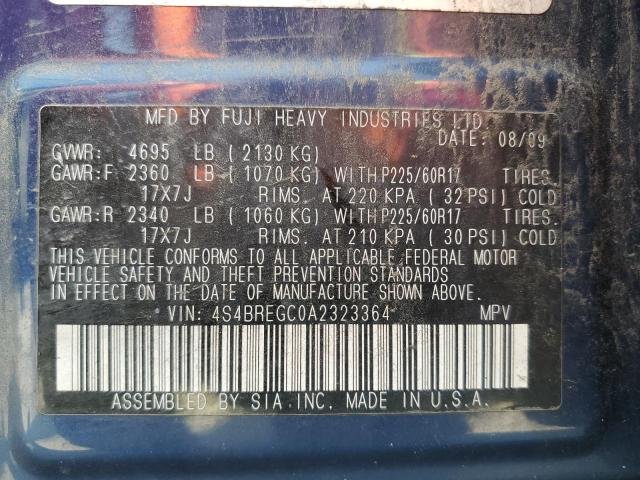 MFD BY FUJI HEAVY INDUSTRIES LTD.
DATE: 08/09
GVWR: 4695 LB ( 2130 KG)
GAWR:F 2360 LB ( 1070 KG) WITH P225/60R17 TIRES.
17X7J RIMS. AT 220 KPA ( 32 PSI) COLD
GAWR:R 2340 LB ( 1060 KG) WITH P225/60R17 TIRES.
17X7J RIMS. AT 210 KPA ( 30 PSI) COLD
THIS VEHICLE CONFORMS TO ALL APPLICABLE FEDERAL MOTOR
VEHICLE SAFETY AND THEFT PREVENTION STANDARDS
IN EFFECT ON THE DATE OF MANUFACTURE SHOWN ABOVE.
VIN: 4S4BREGC0A2323364 MPV
ASSEMBLED BY SIA, INC. MADE IN U.S.A.